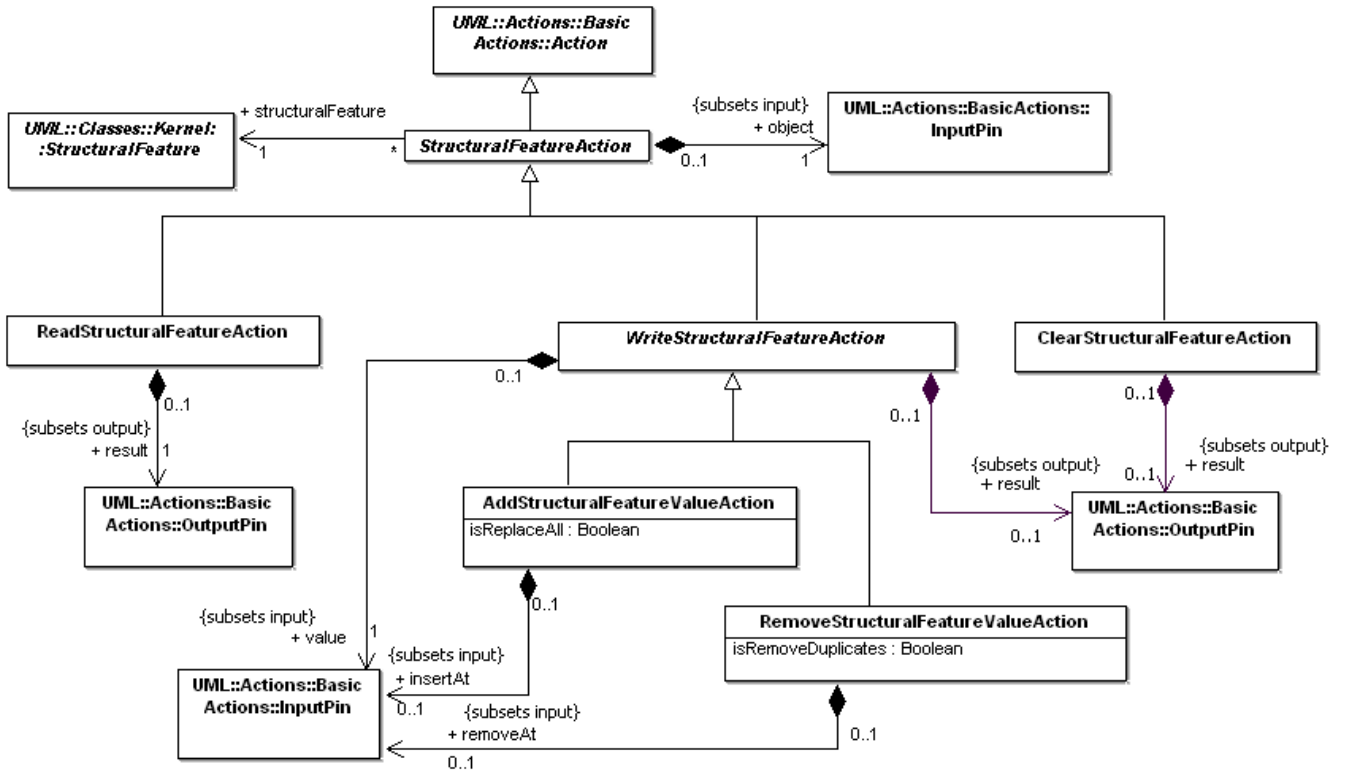 UML::Actions::Basic
Actions::Action
+ structuralFeature
{subsets input}
+ object
UML::Classes::Kernel:
:StructuralFeature
1
*
StructuralFeatureAction
0..1
1
UML::Actions::BasicActions::
InputPin
ReadStructuralFeatureAction
WriteStructuralFeatureAction
ClearStructuralFeatureAction
0..1
0..1
0..1
0..1
{subsets output}
+ result
1
{subsets output}
+ result
0..1
{subsets output}
+ result
0..1
UML::Actions::Basic
Actions::OutputPin
AddStructuralFeatureValueAction
isReplaceAll : Boolean
UML::Actions::Basic
Actions::OutputPin
0..1
{subsets input}
+ value
1
RemoveStructuralFeatureValueAction
isRemoveDuplicates : Boolean
{subsets input}
+ insertAt
0..1
UML::Actions::Basic
Actions::InputPin
{subsets input}
+ removeAt
0..1
0..1